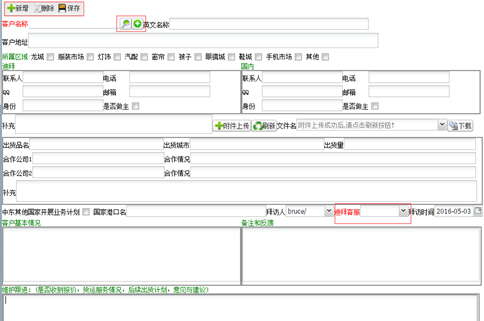 新增 删除 保存
客户名称 英文名称
客户地址
所属区域 龙城 服装市场 灯饰 汽配 窗帘 袜子 眼镜城 鞋城 手机市场 其他
迪拜 国内
联系人 电话 联系人 电话
QQ 邮箱 QQ 邮箱
身份 是否做主 身份 是否做主
补充 附件上传 刷新 文件名 附件上传成功后,请点击刷新按钮! 下载
出货品名 出货城市 出货量
合作公司1 合作情况
合作公司2 合作情况
补充
中东其他国家开展业务计划 国家港口名 拜访人 bruce/ 迪拜客服 拜访时间 2016-05-03
客户基本情况 备注和反馈
维护跟进:(是否收到报价, 货运服务情况, 后续出货计划, 意见与建议)